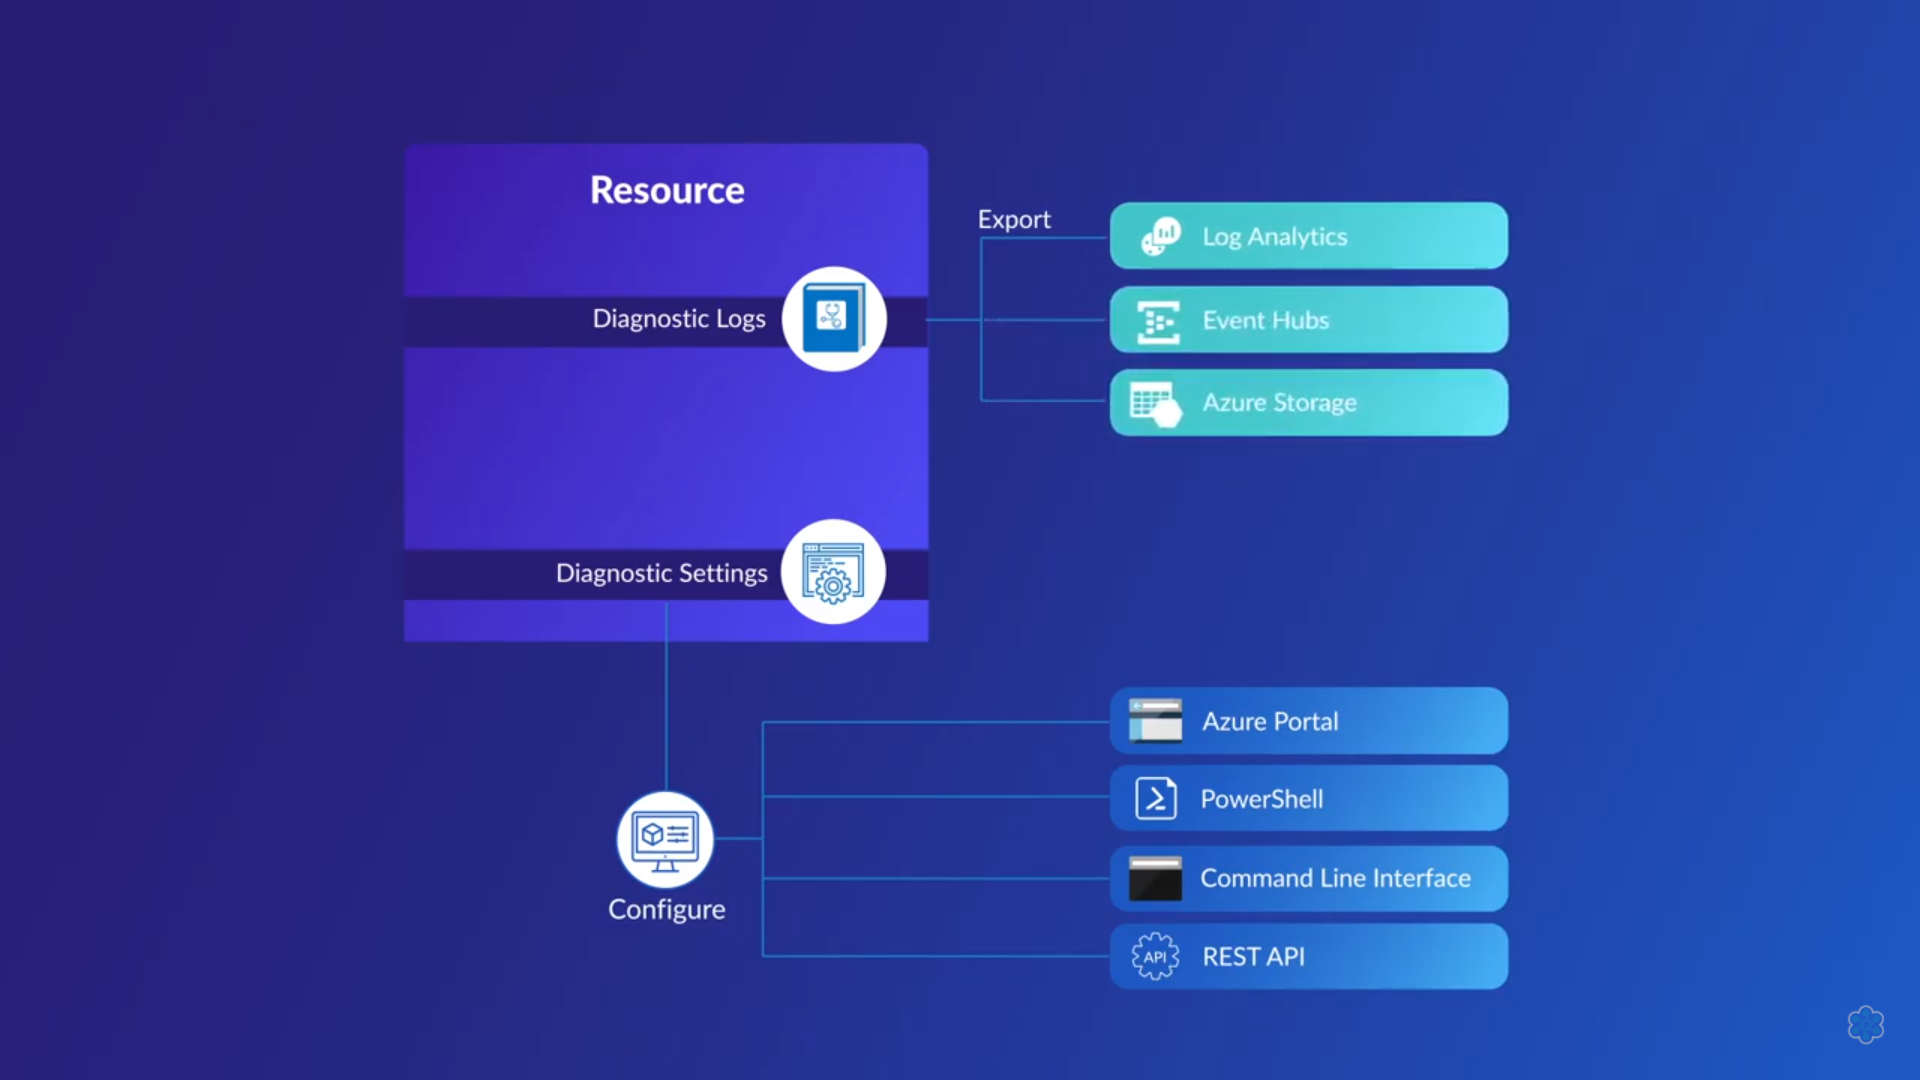 Resource
Diagnostic Logs
Export
Log Analytics
Event Hubs
Azure Storage
Diagnostic Settings
Configure
Azure Portal
PowerShell
Command Line Interface
API
REST API